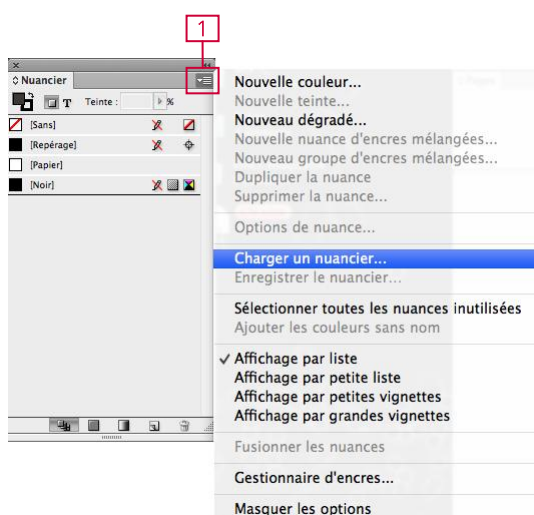 1
Nuancier
T Teinte : %
[Sans]
[Repérage]
[Papier]
[Noir]
Nouvelle couleur...
Nouvelle teinte...
Nouveau dégradé...
Nouvelle nuance d'encres mélangées...
Nouveau groupe d'encres mélangées...
Dupliquer la nuance
Supprimer la nuance...
Options de nuance...
Charger un nuancier...
Enregistrer le nuancier...
Sélectionner toutes les nuances inutilisées
Ajouter les couleurs sans nom
Affichage par liste
Affichage par petite liste
Affichage par petites vignettes
Affichage par grandes vignettes
Fusionner les nuances
Gestionnaire d'encres...
Masquer les options